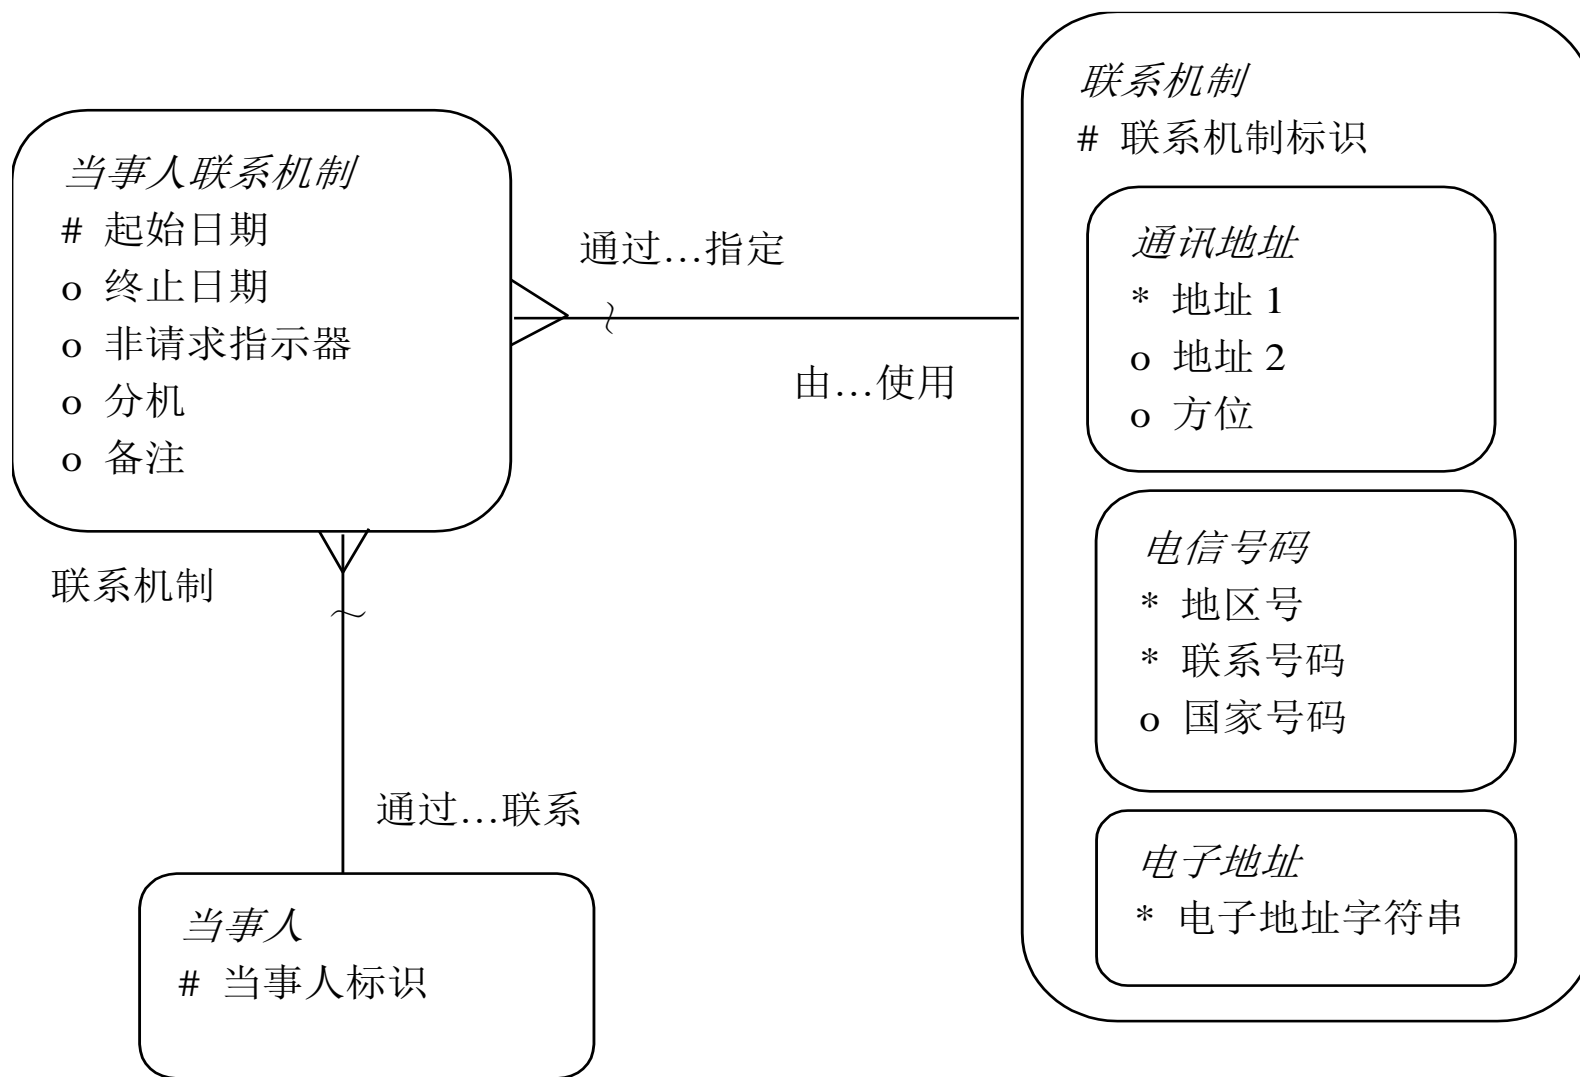 当事人联系机制
# 起始日期
o 终止日期
o 非请求指示器
o 分机
o 备注
联系机制
通过…指定
由…使用
通过…联系
当事人
# 当事人标识
联系机制
# 联系机制标识
通讯地址
* 地址 1
o 地址 2
o 方位
电信号码
* 地区号
* 联系号码
o 国家号码
电子地址
* 电子地址字符串